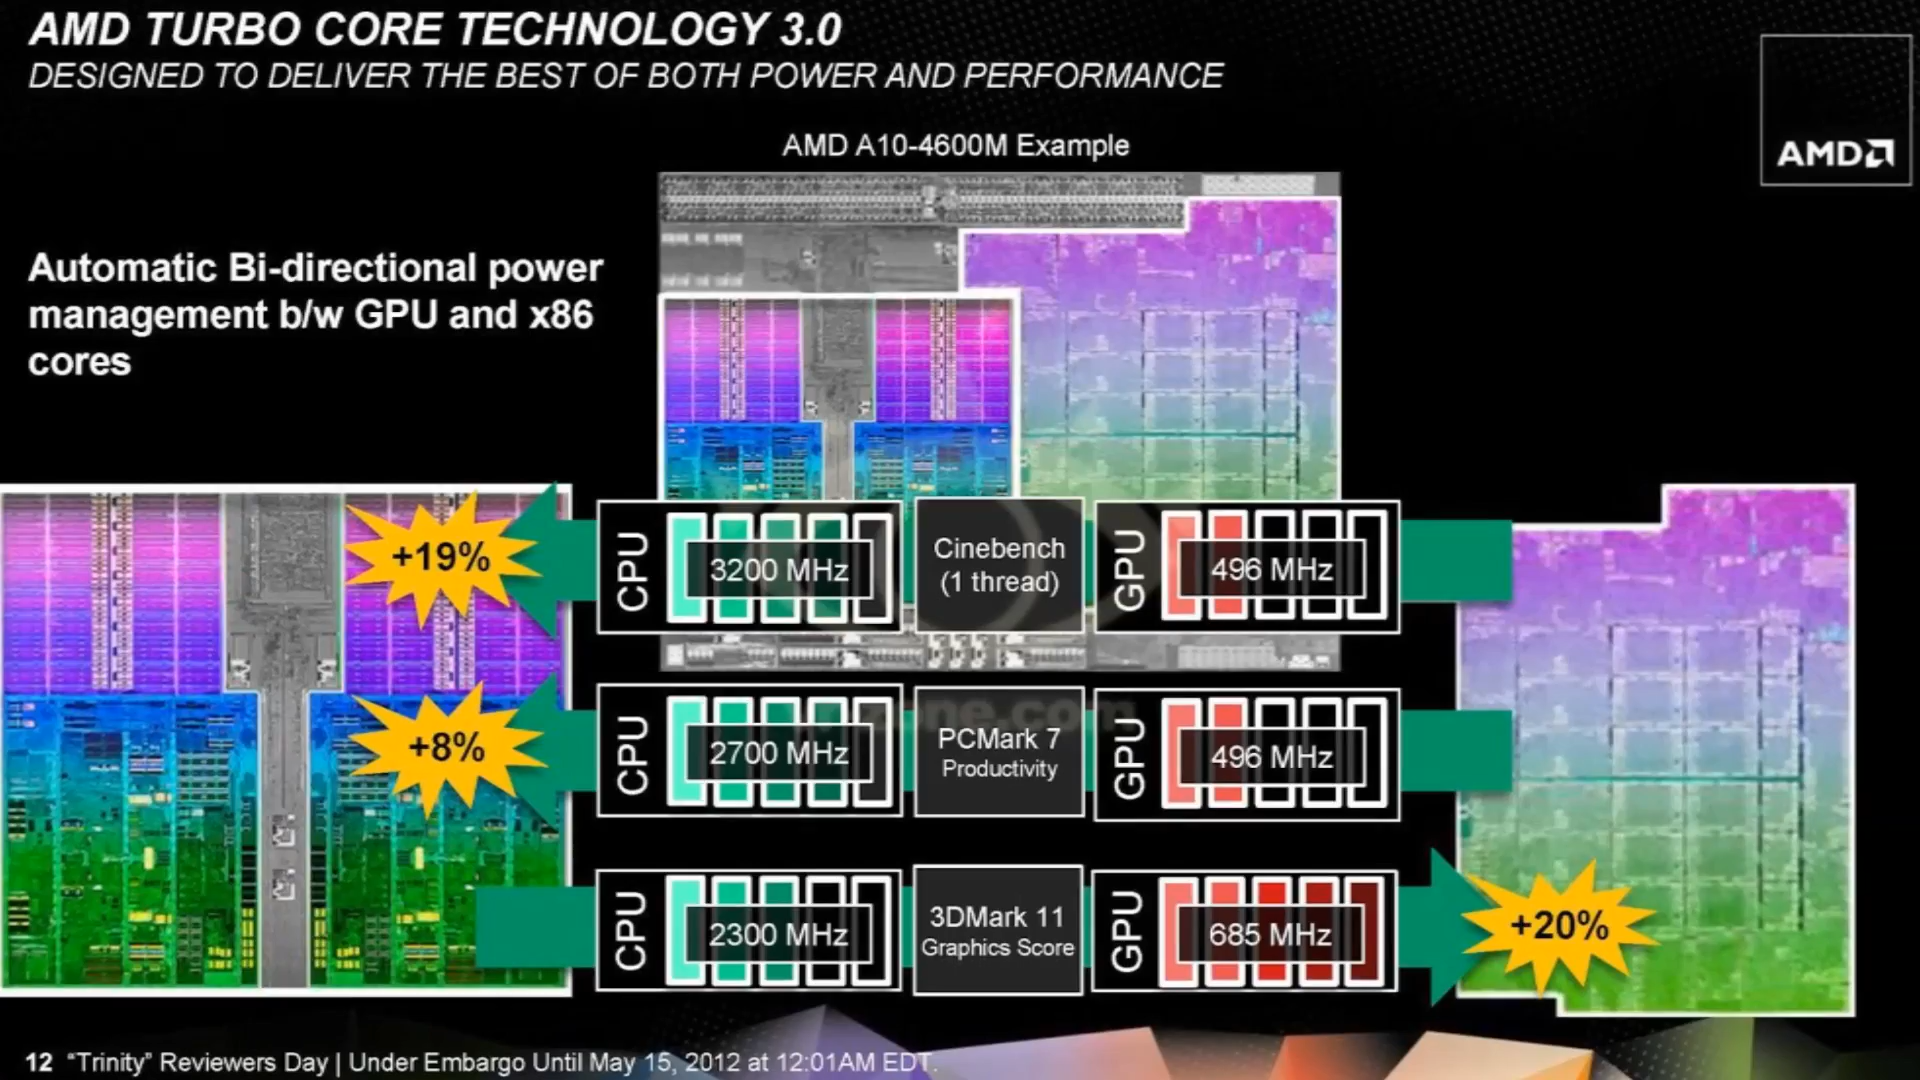 AMD TURBO CORE TECHNOLOGY 3.0
DESIGNED TO DELIVER THE BEST OF BOTH POWER AND PERFORMANCE
AMD
AMD A10-4600M Example
Automatic Bi-directional power
management b/w GPU and x86
cores
+19%
CPU
3200 MHz
Cinebench
(1 thread)
GPU
496 MHz
+8%
CPU
2700 MHz
PCMark 7
Productivity
GPU
496 MHz
CPU
2300 MHz
3DMark 11
Graphics Score
GPU
685 MHz
+20%
12 "Trinity" Reviewers Day | Under Embargo Until May 15, 2012 at 12:01AM EDT.